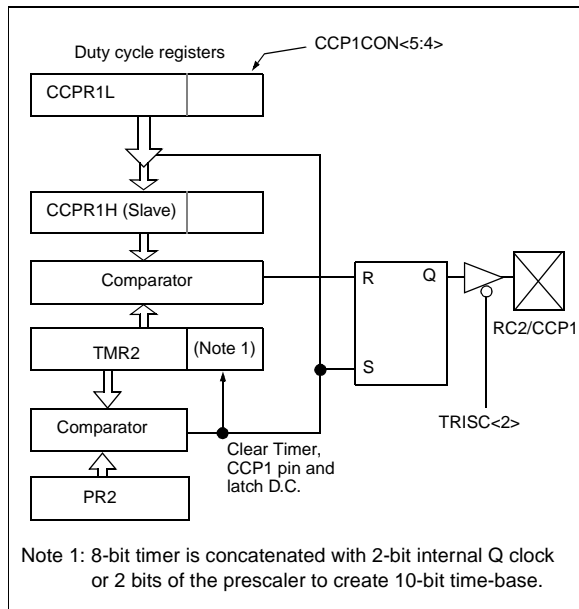 Duty cycle registers
CCP1CON<5:4>
CCPR1L
CCPR1H (Slave)
Comparator
R
Q
RC2/CCP1
TMR2
(Note 1)
S
TRISC<2>
Comparator
Clear Timer,
CCP1 pin and
latch D.C.
PR2
Note 1: 8-bit timer is concatenated with 2-bit internal Q clock
or 2 bits of the prescaler to create 10-bit time-base.